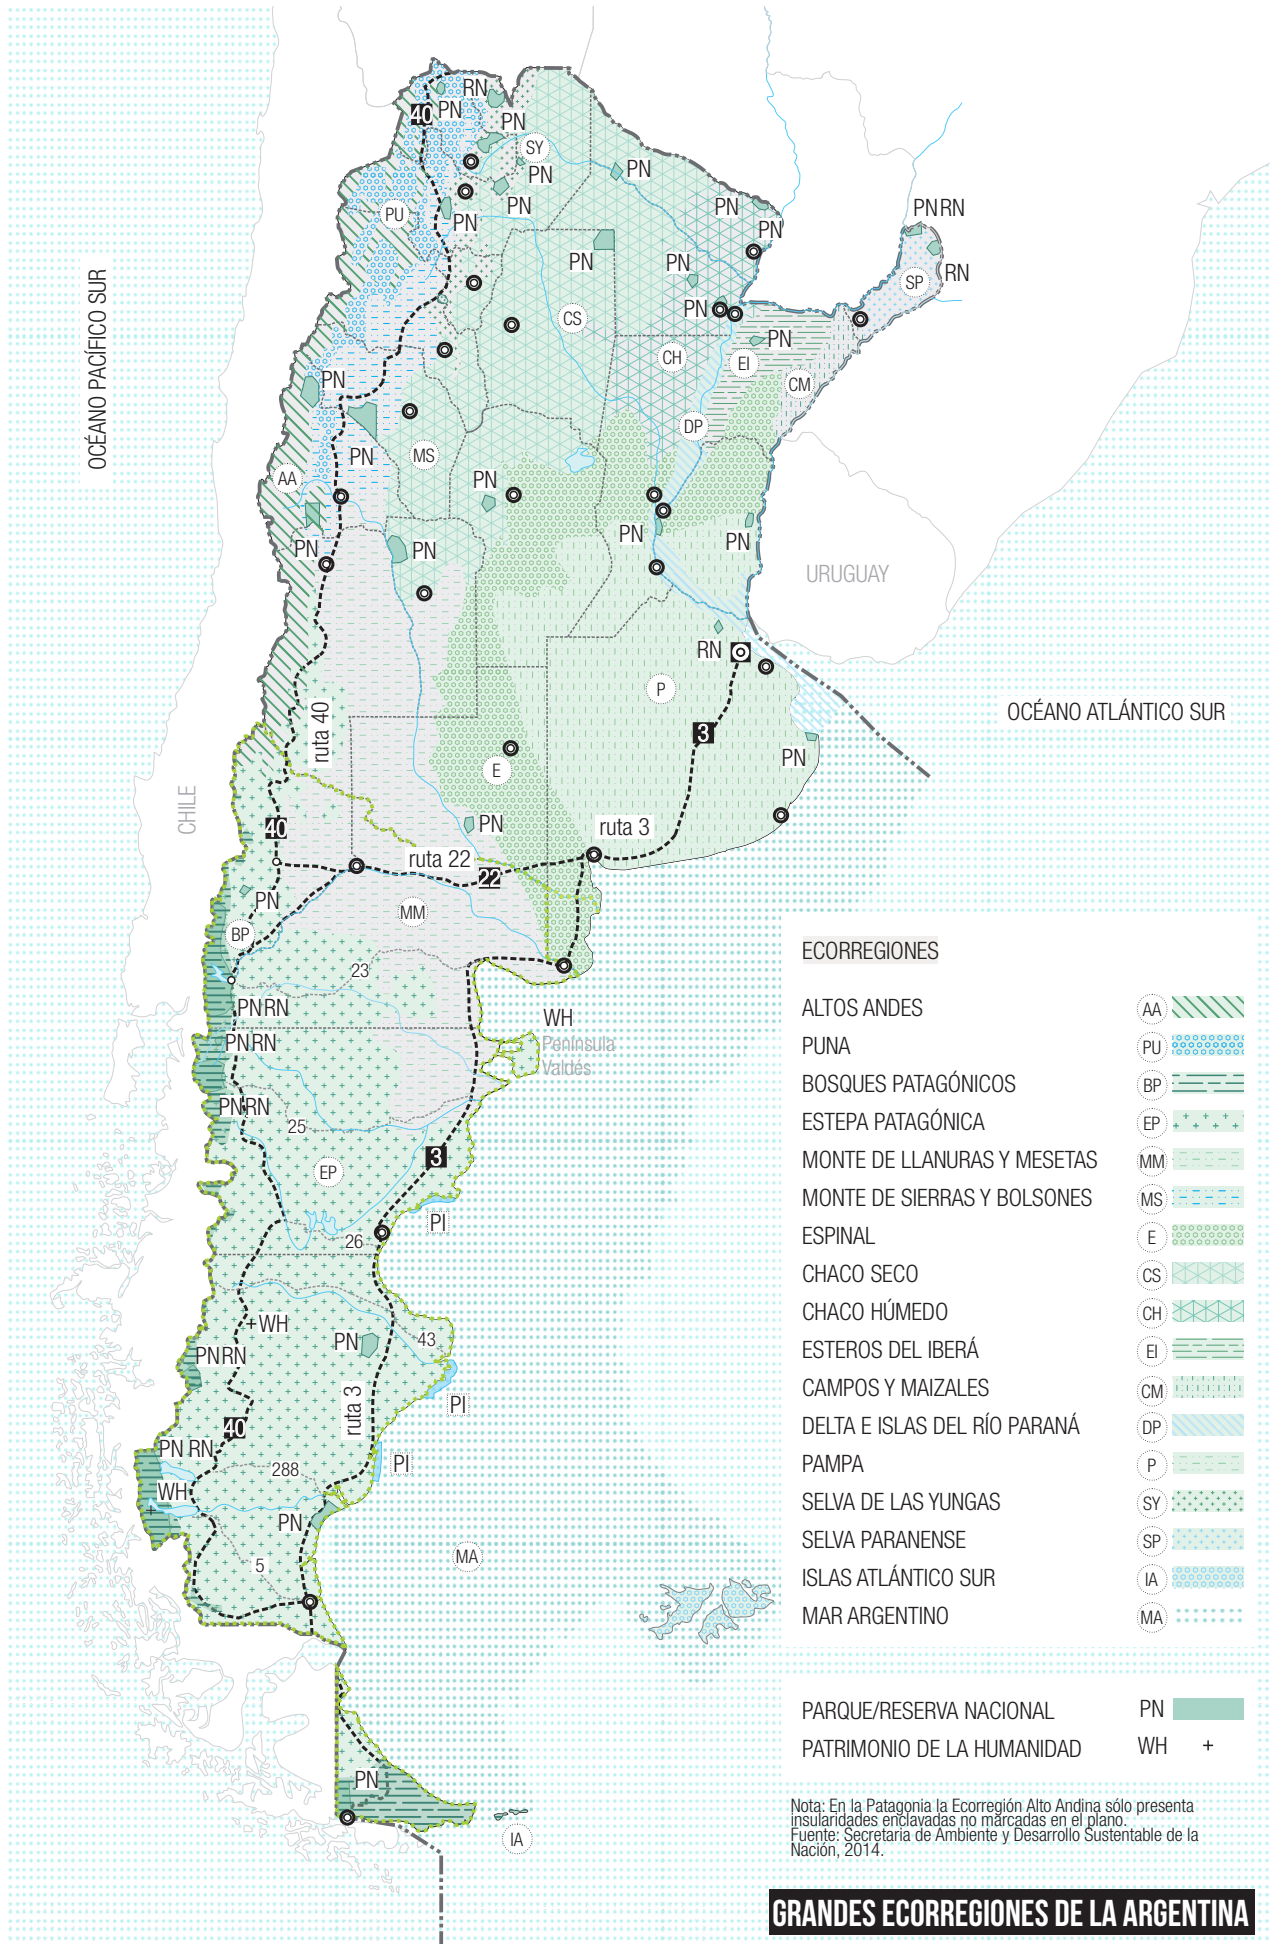 RN
40
PN
PN
SY
PN
PN
PN
PN
PU
PN
PN
PNRN
PN
PN
PN
RN
SP
PN
CS
PN
CH
EI
CM
PN
DP
PN
MS
AA
PN
PN
PN
PN
PN
OCÉANO PACÍFICO SUR
URUGUAY
RN
P
OCÉANO ATLÁNTICO SUR
ruta 40
3
PN
E
CHILE
40
PN
ruta 3
ruta 22
22
PN
MM
BP
23
PNRN
WH
Península
Valdés
PNRN
PNRN
25
3
EP
PI
26
WH
PN
43
PNRN
PI
ruta 3
40
PN RN
PI
288
WH
PN
5
MA
PN
IA
ECORREGIONES
ALTOS ANDES AA
PUNA PU
BOSQUES PATAGÓNICOS BP
ESTEPA PATAGÓNICA EP
MONTE DE LLANURAS Y MESETAS MM
MONTE DE SIERRAS Y BOLSONES MS
ESPINAL E
CHACO SECO CS
CHACO HÚMEDO CH
ESTEROS DEL IBERÁ EI
CAMPOS Y MAIZALES CM
DELTA E ISLAS DEL RÍO PARANÁ DP
PAMPA P
SELVA DE LAS YUNGAS SY
SELVA PARANENSE SP
ISLAS ATLÁNTICO SUR IA
MAR ARGENTINO MA
PARQUE/RESERVA NACIONAL PN
PATRIMONIO DE LA HUMANIDAD WH +
Nota: En la Patagonia la Ecorregión Alto Andina sólo presenta
insularidades enclavadas no marcadas en el plano.
Fuente: Secretaria de Ambiente y Desarrollo Sustentable de la
Nación, 2014.
GRANDES ECORREGIONES DE LA ARGENTINA